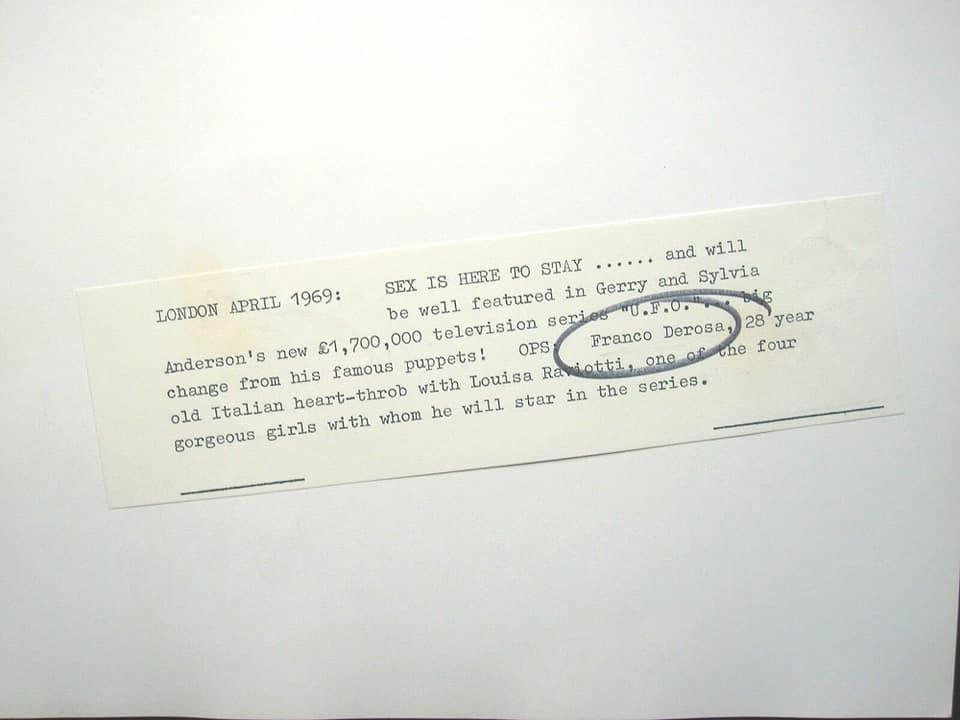 LONDON APRIL 1969: SEX IS HERE TO STAY ...... and will
be well featured in Gerry and Sylvia
Anderson's new £1,700,000 television series "U.F.O."... big
change from his famous puppets! OPS: Franco Derosa, 28 year
old Italian heart-throb with Louisa Raviotti, one of the four
gorgeous girls with whom he will star in the series.